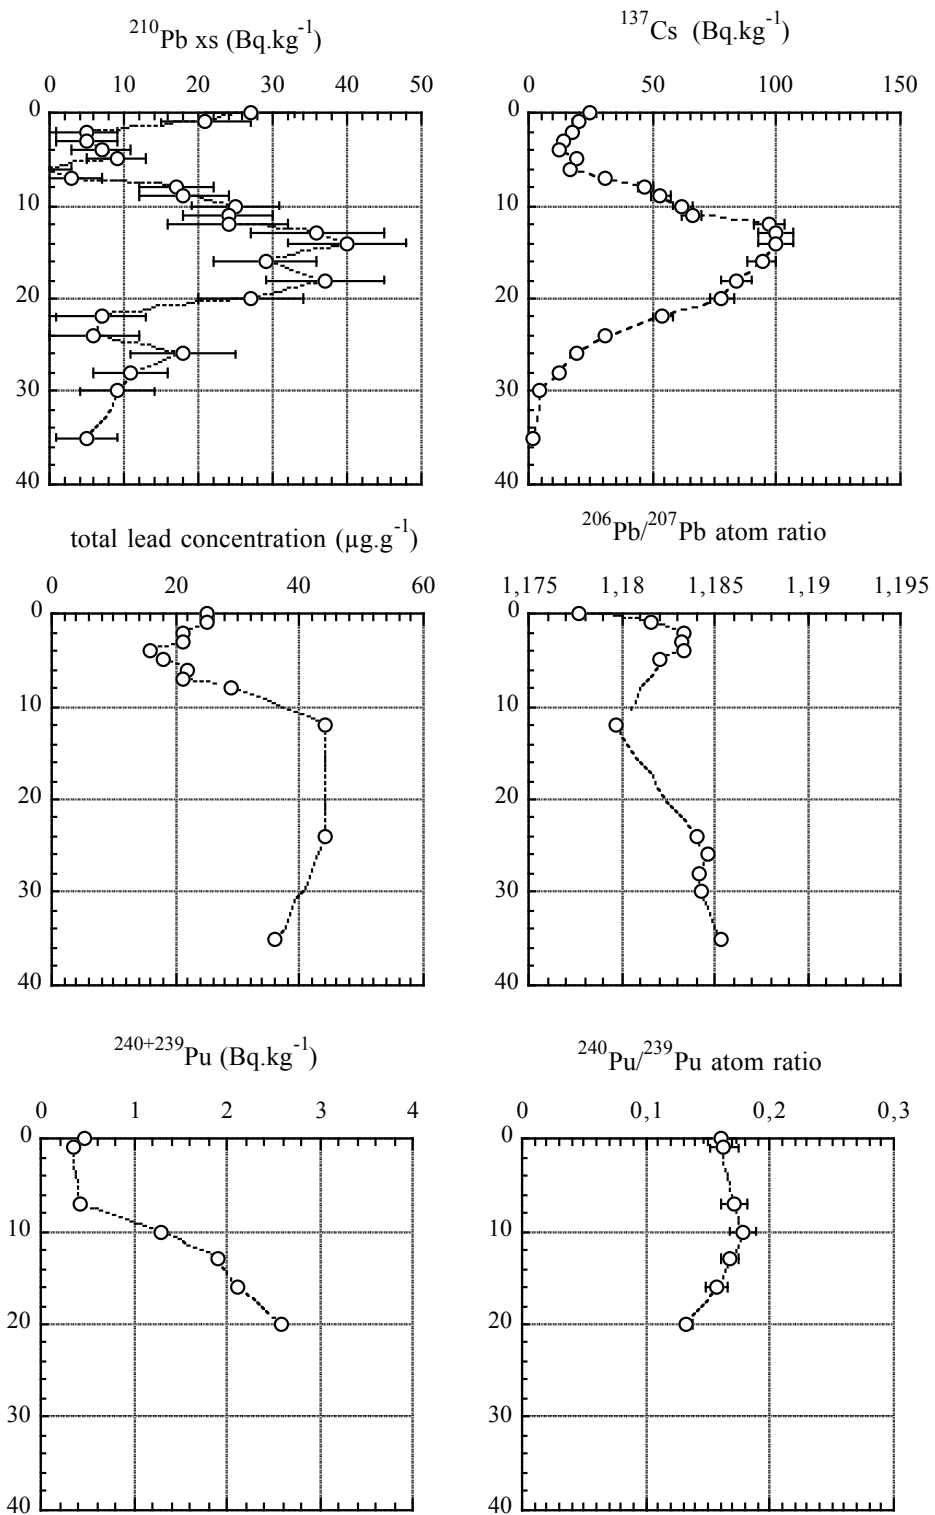 ²¹⁰Pb xs (Bq.kg⁻¹)
0 10 20 30 40 50
0
10
20
30
40
¹³⁷Cs (Bq.kg⁻¹)
0 50 100 150
0
10
20
30
40
total lead concentration (µg.g⁻¹)
0 20 40 60
0
10
20
30
40
²⁰⁶Pb/²⁰⁷Pb atom ratio
1,175 1,18 1,185 1,19 1,195
0
10
20
30
40
²⁴⁰⁺²³⁹Pu (Bq.kg⁻¹)
0 1 2 3 4
0
10
20
30
40
²⁴⁰Pu/²³⁹Pu atom ratio
0 0,1 0,2 0,3
0
10
20
30
40